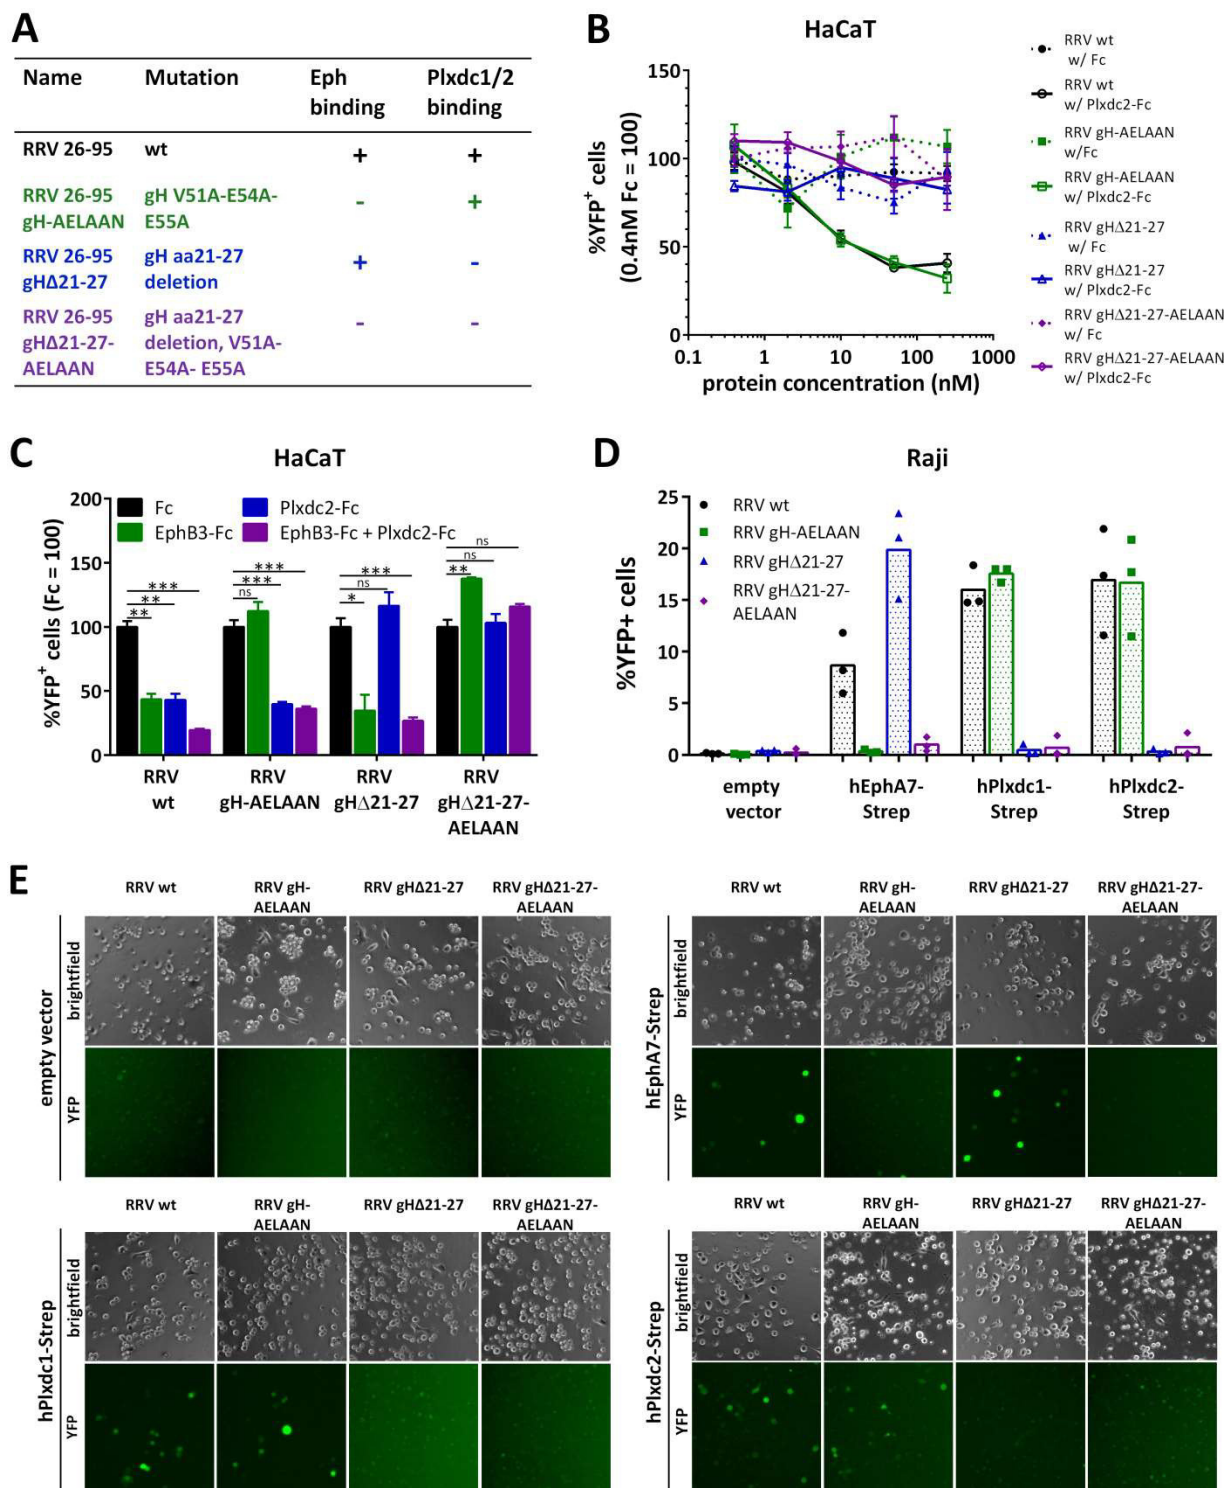 A
Name Mutation Eph binding Plxdc1/2 binding
RRV 26-95 wt + +
RRV 26-95 gH-AELAAN gH V51A-E54A-E55A - +
RRV 26-95 gHΔ21-27 gH aa21-27 deletion + -
RRV 26-95 gHΔ21-27-AELAAN gH aa21-27 deletion, V51A-E54A- E55A - -
B
HaCaT
%YFP⁺ cells
(0.4nM Fc = 100)
150
100
50
0
0.1 1 10 100 1000
protein concentration (nM)
RRV wt
w/ Fc
RRV wt
w/ Plxdc2-Fc
RRV gH-AELAAN
w/Fc
RRV gH-AELAAN
w/ Plxdc2-Fc
RRV gHΔ21-27
w/ Fc
RRV gHΔ21-27
w/ Plxdc2-Fc
RRV gHΔ21-27-AELAAN
w/ Fc
RRV gHΔ21-27-AELAAN
w/ Plxdc2-Fc
C
HaCaT
%YFP⁺ cells (Fc = 100)
200
150
100
50
0
Fc
EphB3-Fc
Plxdc2-Fc
EphB3-Fc + Plxdc2-Fc
***
**
**
***
***
ns
***
ns
*
ns
ns
**
RRV
wt
RRV
gH-AELAAN
RRV
gHΔ21-27
RRV
gHΔ21-27-
AELAAN
D
Raji
%YFP+ cells
25
20
15
10
5
0
RRV wt
RRV gH-AELAAN
RRV gHΔ21-27
RRV gHΔ21-27-
AELAAN
empty
vector
hEphA7-
Strep
hPlxdc1-
Strep
hPlxdc2-
Strep
E
RRV wt RRV gH-AELAAN RRV gHΔ21-27 RRV gHΔ21-27-AELAAN
empty vector
brightfield
YFP
RRV wt RRV gH-AELAAN RRV gHΔ21-27 RRV gHΔ21-27-AELAAN
hEphA7-Strep
brightfield
YFP
RRV wt RRV gH-AELAAN RRV gHΔ21-27 RRV gHΔ21-27-AELAAN
hPlxdc1-Strep
brightfield
YFP
RRV wt RRV gH-AELAAN RRV gHΔ21-27 RRV gHΔ21-27-AELAAN
hPlxdc2-Strep
brightfield
YFP